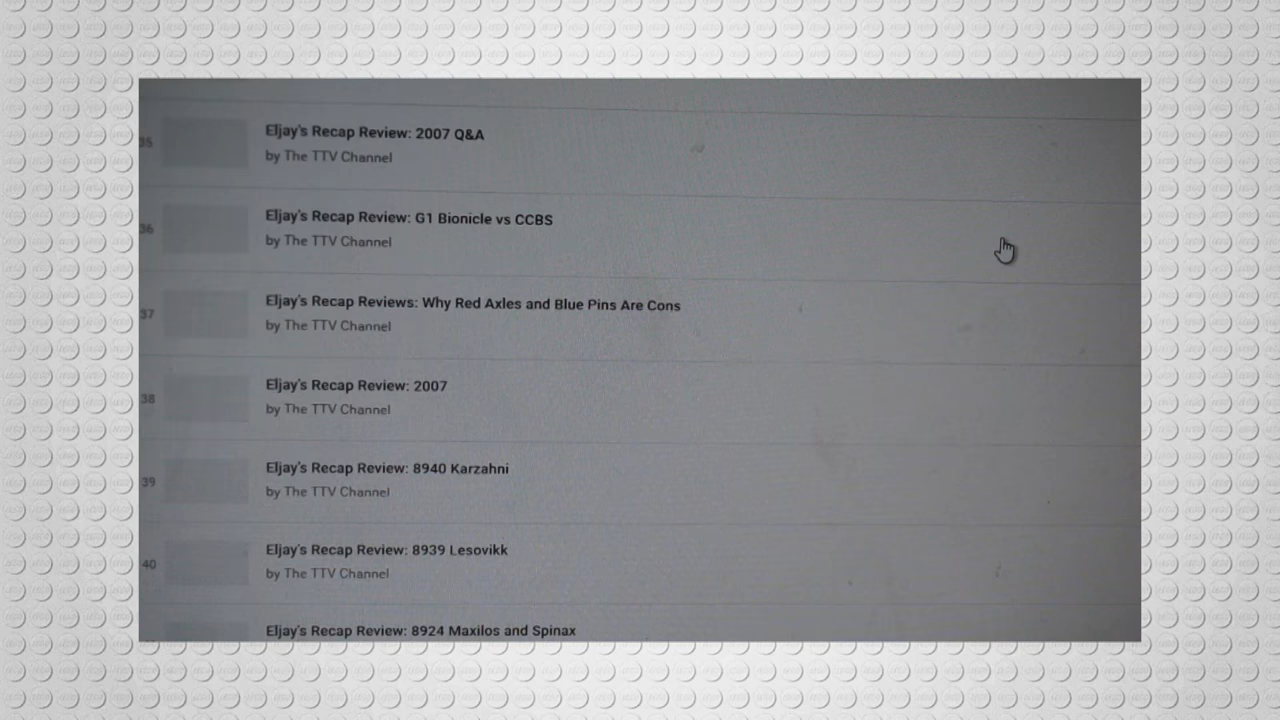 35
Eljay's Recap Review: 2007 Q&A
by The TTV Channel
36
Eljay's Recap Review: G1 Bionicle vs CCBS
by The TTV Channel
37
Eljay's Recap Reviews: Why Red Axles and Blue Pins Are Cons
by The TTV Channel
38
Eljay's Recap Review: 2007
by The TTV Channel
39
Eljay's Recap Review: 8940 Karzahni
by The TTV Channel
40
Eljay's Recap Review: 8939 Lesovikk
by The TTV Channel
Eljay's Recap Review: 8924 Maxilos and Spinax